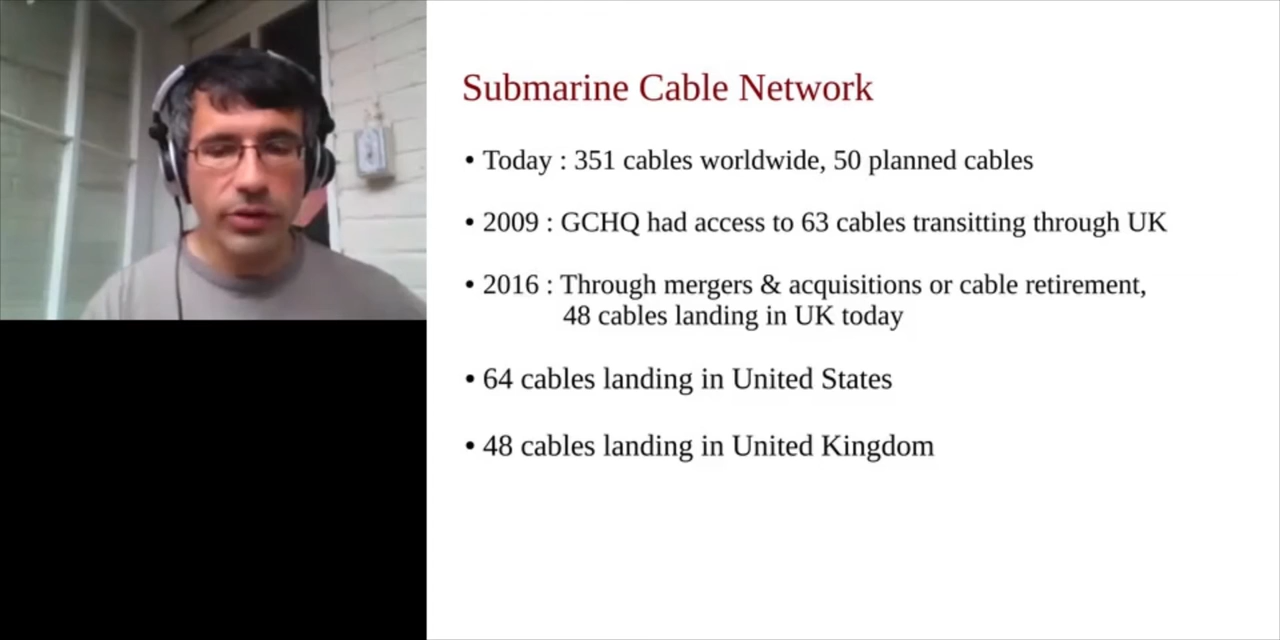 Submarine Cable Network
• Today : 351 cables worldwide, 50 planned cables
• 2009 : GCHQ had access to 63 cables transitting through UK
• 2016 : Through mergers & acquisitions or cable retirement,
48 cables landing in UK today
• 64 cables landing in United States
• 48 cables landing in United Kingdom